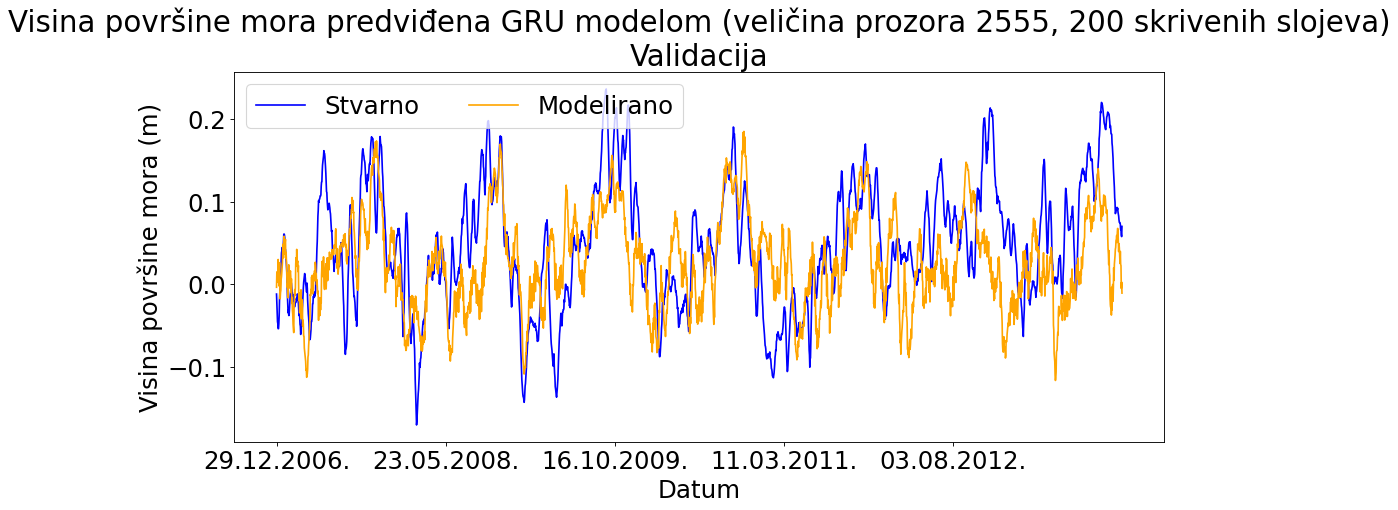 Visina površine mora predviđena GRU modelom (veličina prozora 2555, 200 skrivenih slojeva)
Validacija
Stvarno Modelirano
Visina površine mora (m)
0.2
0.1
0.0
−0.1
29.12.2006. 23.05.2008. 16.10.2009. 11.03.2011. 03.08.2012.
Datum